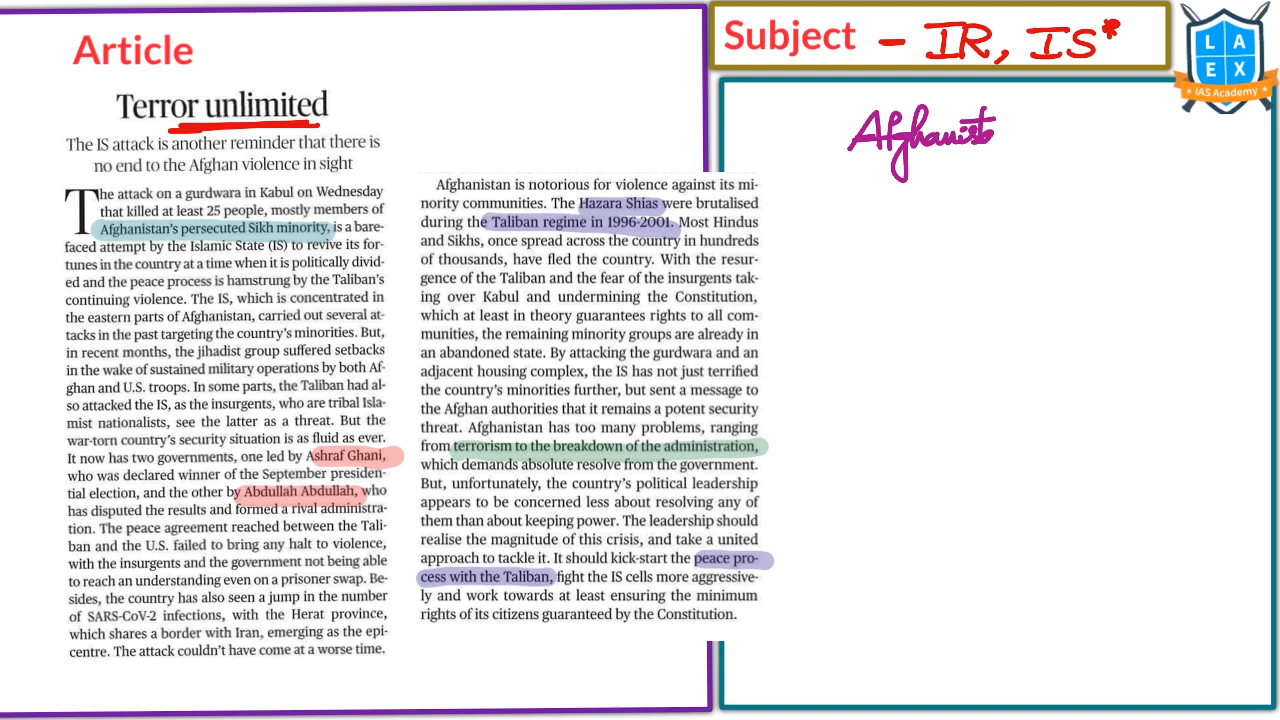 Article
Subject - IR, IS*
L A
E X
IAS Academy
Terror unlimited
The IS attack is another reminder that there is
no end to the Afghan violence in sight
The attack on a gurdwara in Kabul on Wednesday
that killed at least 25 people, mostly members of
Afghanistan's persecuted Sikh minority, is a bare-
faced attempt by the Islamic State (IS) to revive its for-
tunes in the country at a time when it is politically divid-
ed and the peace process is hamstrung by the Taliban's
continuing violence. The IS, which is concentrated in
the eastern parts of Afghanistan, carried out several at-
tacks in the past targeting the country's minorities. But,
in recent months, the jihadist group suffered setbacks
in the wake of sustained military operations by both Af-
ghan and U.S. troops. In some parts, the Taliban had al-
so attacked the IS, as the insurgents, who are tribal Isla-
mist nationalists, see the latter as a threat. But the
war-torn country's security situation is as fluid as ever.
It now has two governments, one led by Ashraf Ghani,
who was declared winner of the September presiden-
tial election, and the other by Abdullah Abdullah, who
has disputed the results and formed a rival administra-
tion. The peace agreement reached between the Tali-
ban and the U.S. failed to bring any halt to violence,
with the insurgents and the government not being able
to reach an understanding even on a prisoner swap. Be-
sides, the country has also seen a jump in the number
of SARS-CoV-2 infections, with the Herat province,
which shares a border with Iran, emerging as the epi-
centre. The attack couldn't have come at a worse time.
Afghanistan is notorious for violence against its mi-
nority communities. The Hazara Shias were brutalised
during the Taliban regime in 1996-2001. Most Hindus
and Sikhs, once spread across the country in hundreds
of thousands, have fled the country. With the resur-
gence of the Taliban and the fear of the insurgents tak-
ing over Kabul and undermining the Constitution,
which at least in theory guarantees rights to all com-
munities, the remaining minority groups are already in
an abandoned state. By attacking the gurdwara and an
adjacent housing complex, the IS has not just terrified
the country's minorities further, but sent a message to
the Afghan authorities that it remains a potent security
threat. Afghanistan has too many problems, ranging
from terrorism to the breakdown of the administration,
which demands absolute resolve from the government.
But, unfortunately, the country's political leadership
appears to be concerned less about resolving any of
them than about keeping power. The leadership should
realise the magnitude of this crisis, and take a united
approach to tackle it. It should kick-start the peace pro-
cess with the Taliban, fight the IS cells more aggressive-
ly and work towards at least ensuring the minimum
rights of its citizens guaranteed by the Constitution.
Afghanist